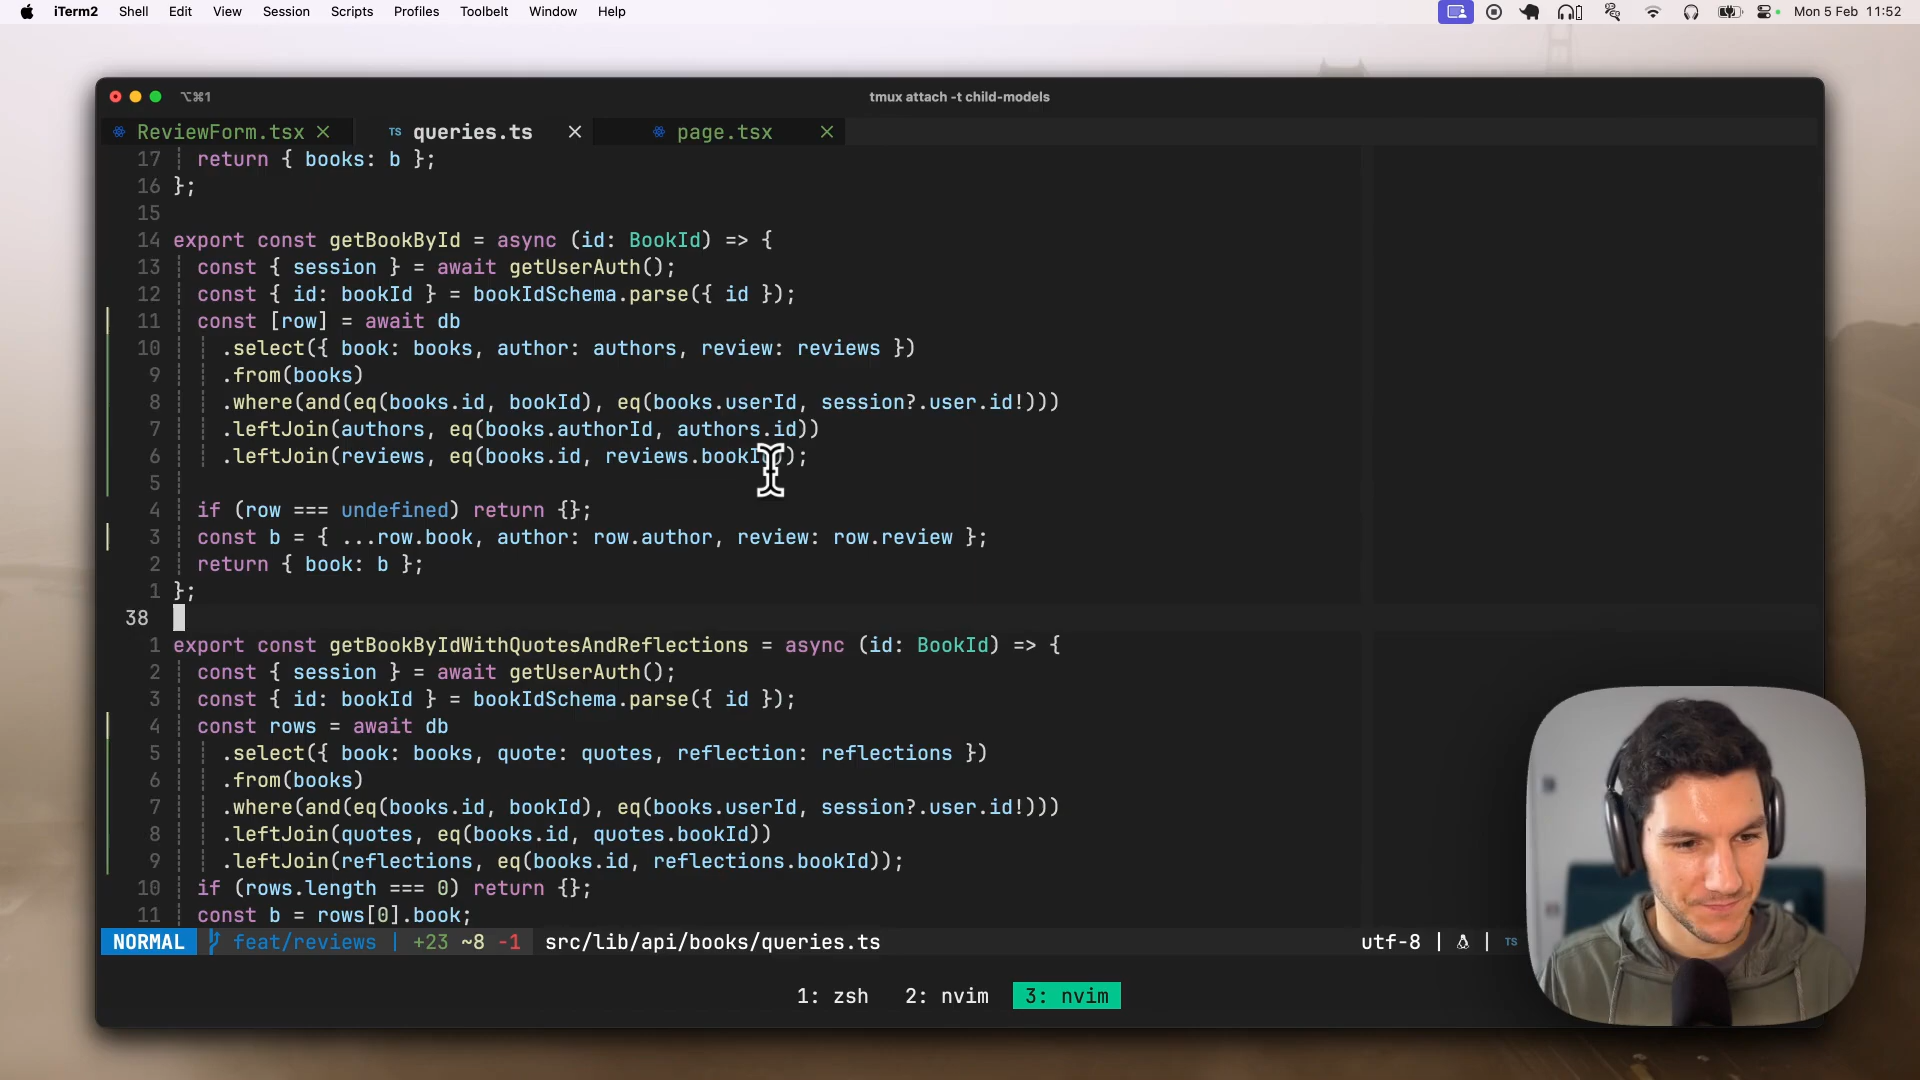 iTerm2 Shell Edit View Session Scripts Profiles Toolbelt Window Help Mon 5 Feb 11:52
⌥⌘1 tmux attach -t child-models
ReviewForm.tsx × TS queries.ts × page.tsx ×
17 return { books: b };
16 };
15
14 export const getBookById = async (id: BookId) => {
13 const { session } = await getUserAuth();
12 const { id: bookId } = bookIdSchema.parse({ id });
11 const [row] = await db
10 .select({ book: books, author: authors, review: reviews })
9 .from(books)
8 .where(and(eq(books.id, bookId), eq(books.userId, session?.user.id!)))
7 .leftJoin(authors, eq(books.authorId, authors.id))
6 .leftJoin(reviews, eq(books.id, reviews.bookId));
5
4 if (row === undefined) return {};
3 const b = { ...row.book, author: row.author, review: row.review };
2 return { book: b };
1 };
38
1 export const getBookByIdWithQuotesAndReflections = async (id: BookId) => {
2 const { session } = await getUserAuth();
3 const { id: bookId } = bookIdSchema.parse({ id });
4 const rows = await db
5 .select({ book: books, quote: quotes, reflection: reflections })
6 .from(books)
7 .where(and(eq(books.id, bookId), eq(books.userId, session?.user.id!)))
8 .leftJoin(quotes, eq(books.id, quotes.bookId))
9 .leftJoin(reflections, eq(books.id, reflections.bookId));
10 if (rows.length === 0) return {};
11 const b = rows[0].book;
NORMAL feat/reviews | +23 ~8 -1 src/lib/api/books/queries.ts utf-8 | | TS
1: zsh 2: nvim 3: nvim